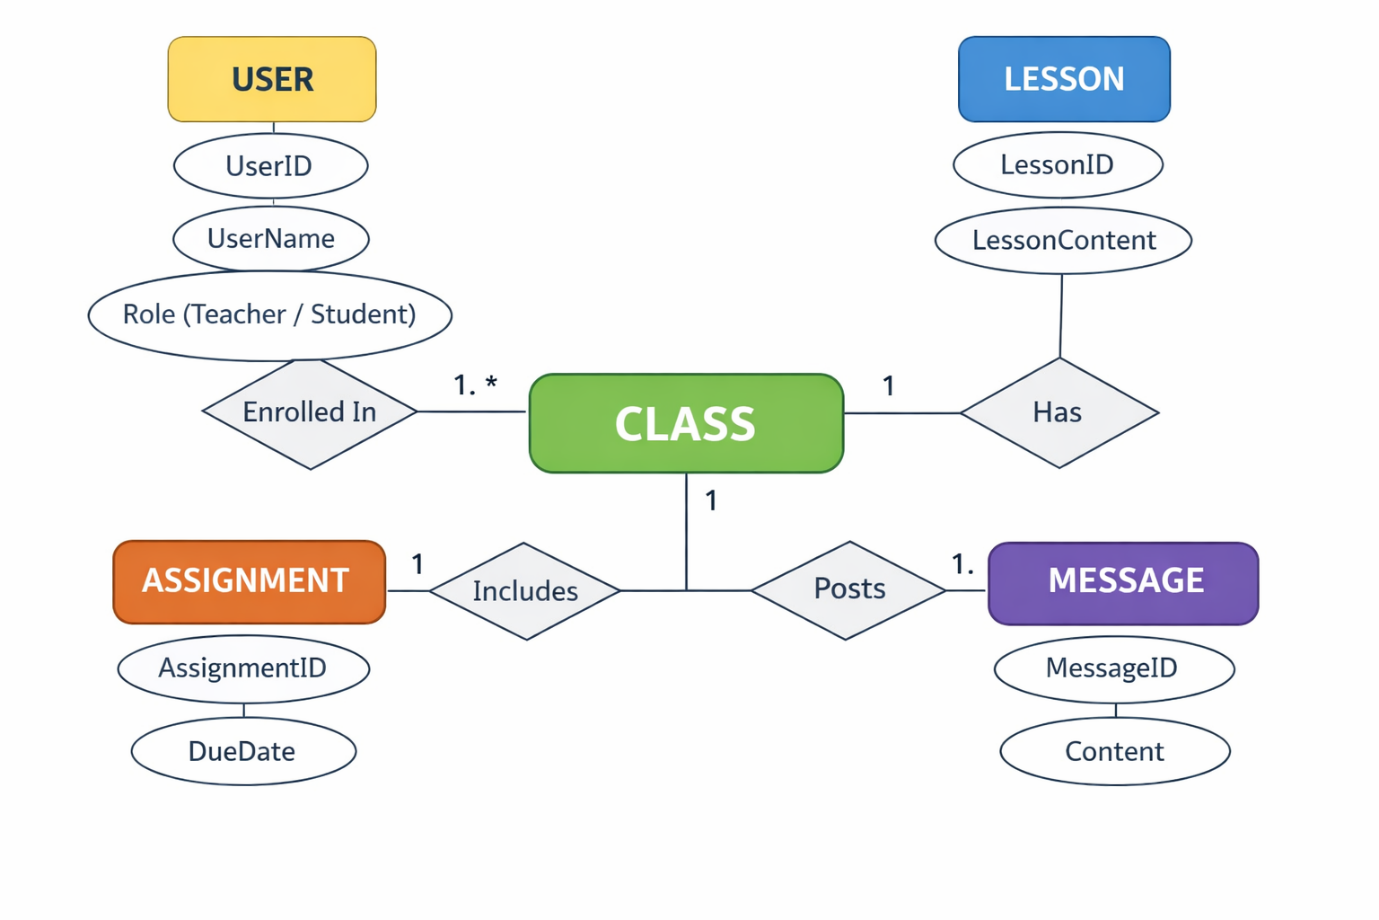 USER
LESSON
UserID
LessonID
UserName
LessonContent
Role (Teacher / Student)
1. *
1
Enrolled In
CLASS
Has
1
ASSIGNMENT
1
Includes
Posts
1.
MESSAGE
AssignmentID
MessageID
DueDate
Content